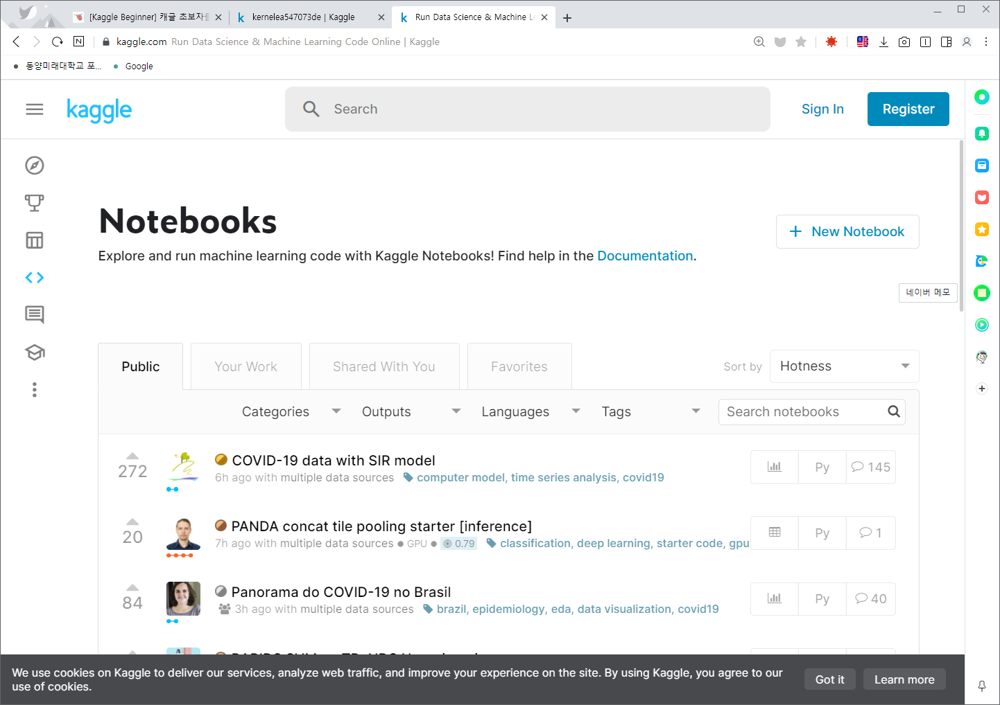 [Kaggle Beginner] 캐글 초보자를
kernelea547073de | Kaggle
Run Data Science & Machine Le
kaggle.com Run Data Science & Machine Learning Code Online | Kaggle
동양미래대학교 포...
Google
kaggle
Search
Sign In
Register
Notebooks
New Notebook
Explore and run machine learning code with Kaggle Notebooks! Find help in the Documentation.
네이버 메모
Public
Your Work
Shared With You
Favorites
Sort by
Hotness
Categories
Outputs
Languages
Tags
Search notebooks
272
COVID-19 data with SIR model
6h ago with multiple data sources
computer model, time series analysis, covid19
Py
145
20
PANDA concat tile pooling starter [inference]
7h ago with multiple data sources ● GPU ● 0.79
classification, deep learning, starter code, gpu
Py
1
84
Panorama do COVID-19 no Brasil
3h ago with multiple data sources
brazil, epidemiology, eda, data visualization, covid19
Py
40
We use cookies on Kaggle to deliver our services, analyze web traffic, and improve your experience on the site. By using Kaggle, you agree to our
use of cookies.
Got it
Learn more